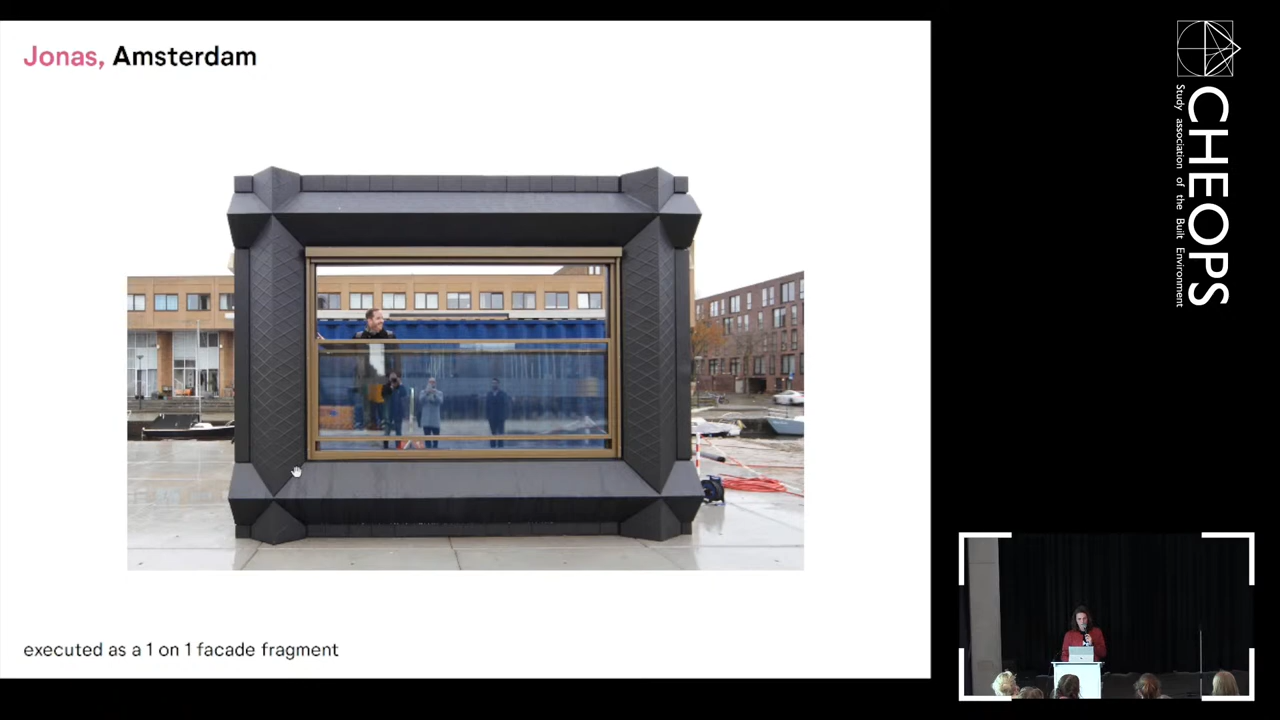 Jonas, Amsterdam
executed as a 1 on 1 facade fragment
CHEOPS
Study association of the Built Environment